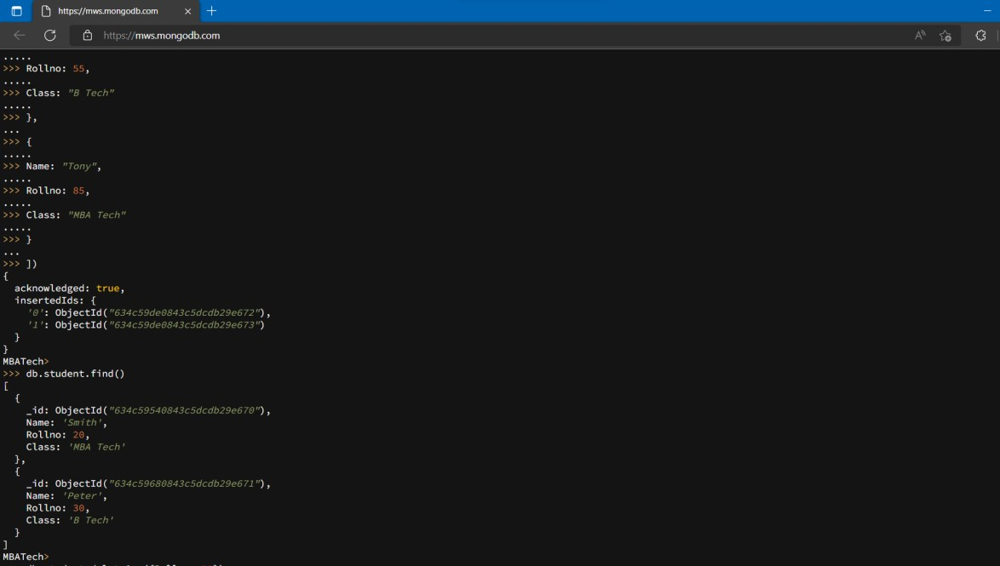 https://mws.mongodb.com
https://mws.mongodb.com
.....
>>> Rollno: 55,
.....
>>> Class: "B Tech"
.....
>>> },
...
>>> {
.....
>>> Name: "Tony",
.....
>>> Rollno: 85,
.....
>>> Class: "MBA Tech"
.....
>>> }
...
>>> ])
{
  acknowledged: true,
  insertedIds: {
    '0': ObjectId("634c59de0843c5dcdb29e672"),
    '1': ObjectId("634c59de0843c5dcdb29e673")
  }
}
MBATech>
>>> db.student.find()
[
  {
    _id: ObjectId("634c59540843c5dcdb29e670"),
    Name: 'Smith',
    Rollno: 20,
    Class: 'MBA Tech'
  },
  {
    _id: ObjectId("634c59680843c5dcdb29e671"),
    Name: 'Peter',
    Rollno: 30,
    Class: 'B Tech'
  }
]
MBATech>